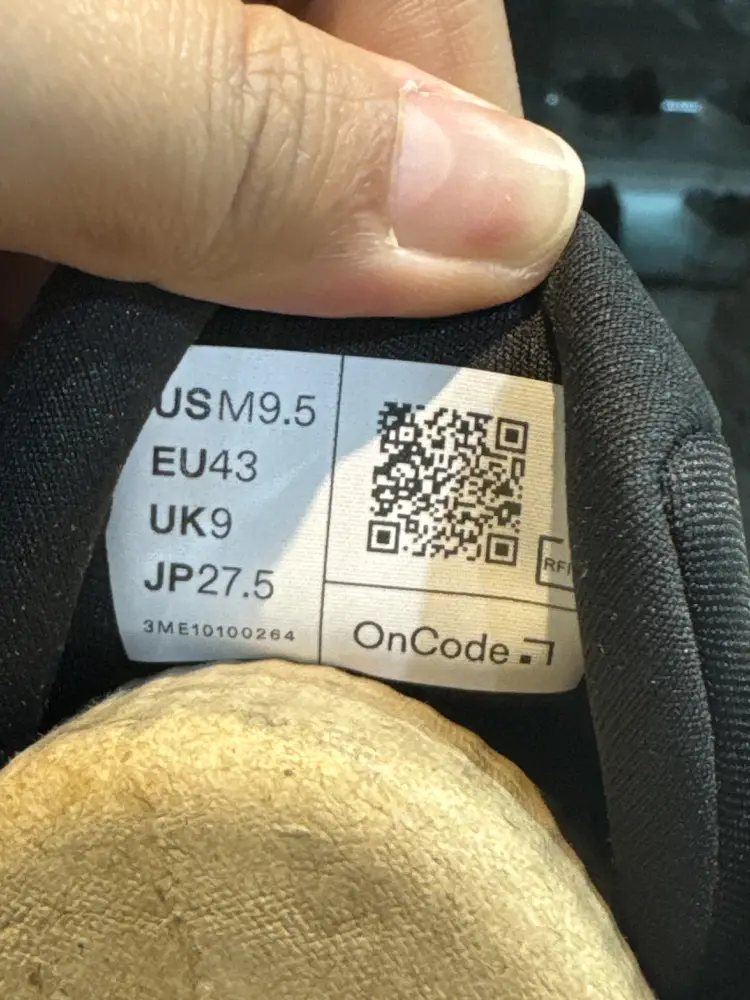 USM9.5
EU43
UK9
JP27.5
3ME10100264
OnCode